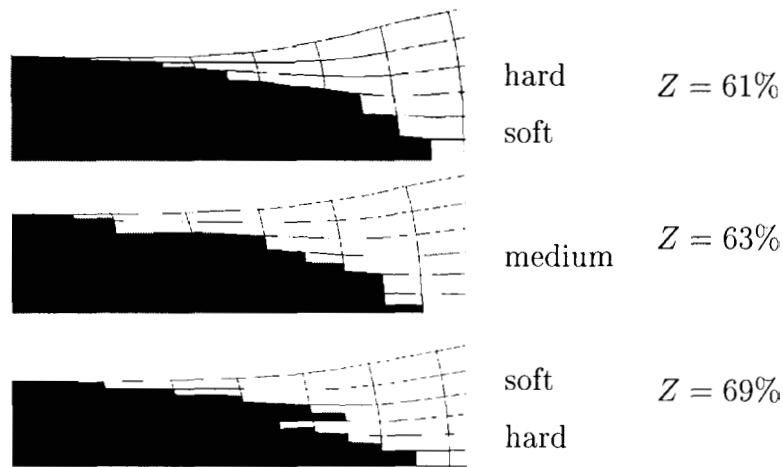 hard
Z = 61%
soft
medium
Z = 63%
soft
Z = 69%
hard